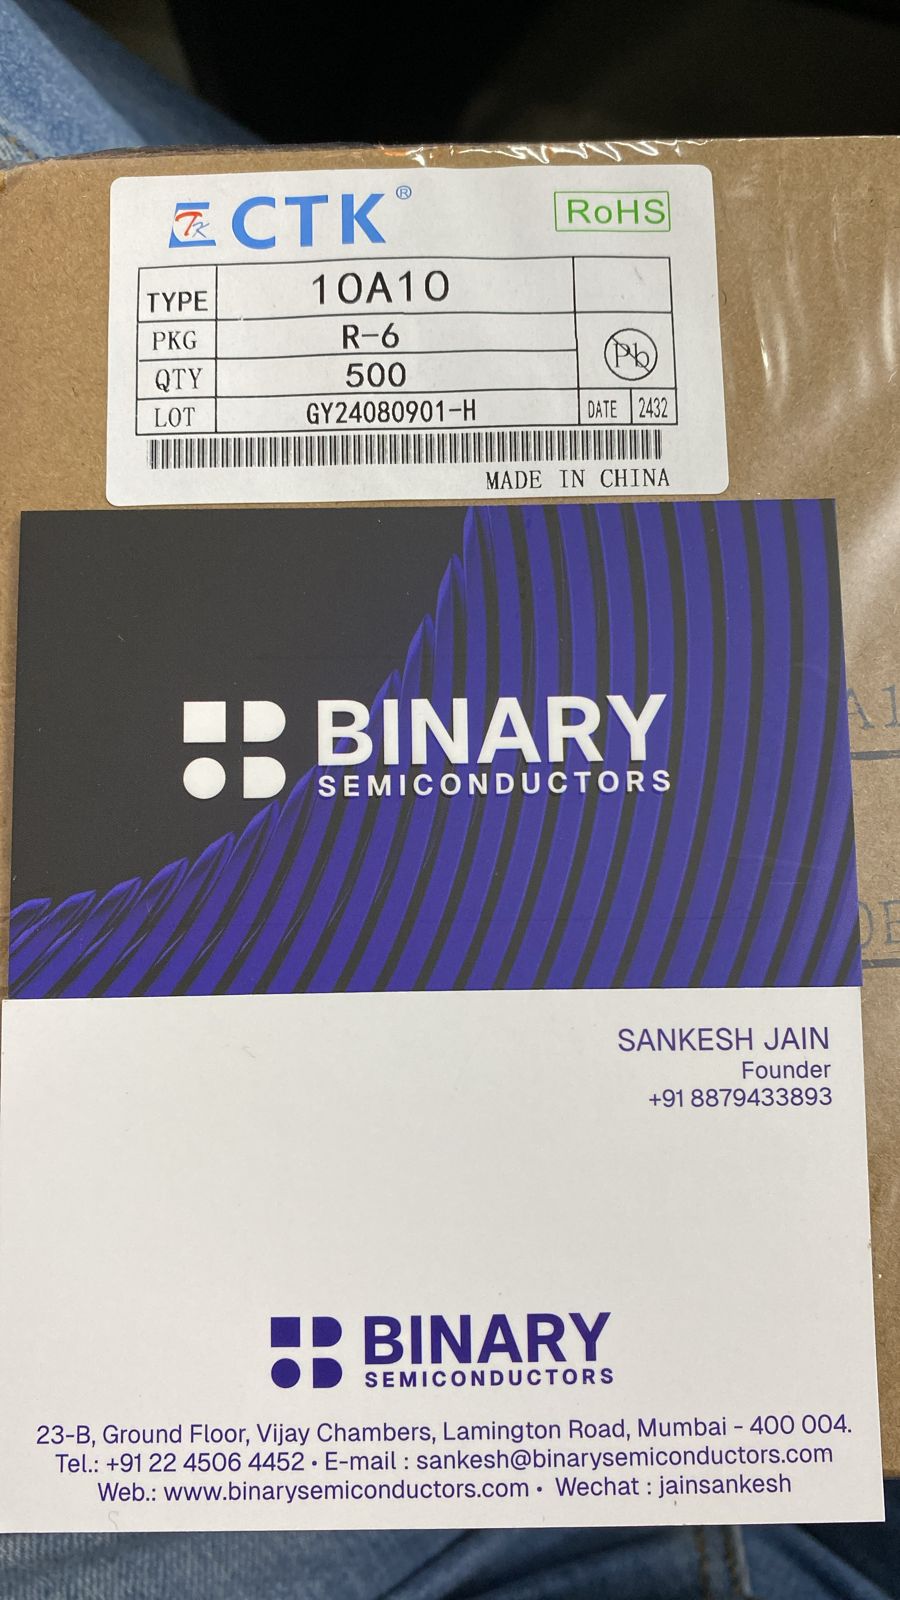 TK CTK® RoHS
TYPE 10A10
PKG R-6
Pb
QTY 500
LOT GY24080901-H DATE 2432
MADE IN CHINA
BINARY
SEMICONDUCTORS
SANKESH JAIN
Founder
+91 8879433893
BINARY
SEMICONDUCTORS
23-B, Ground Floor, Vijay Chambers, Lamington Road, Mumbai - 400 004.
Tel.: +91 22 4506 4452 • E-mail : sankesh@binarysemiconductors.com
Web.: www.binarysemiconductors.com • Wechat : jainsankesh